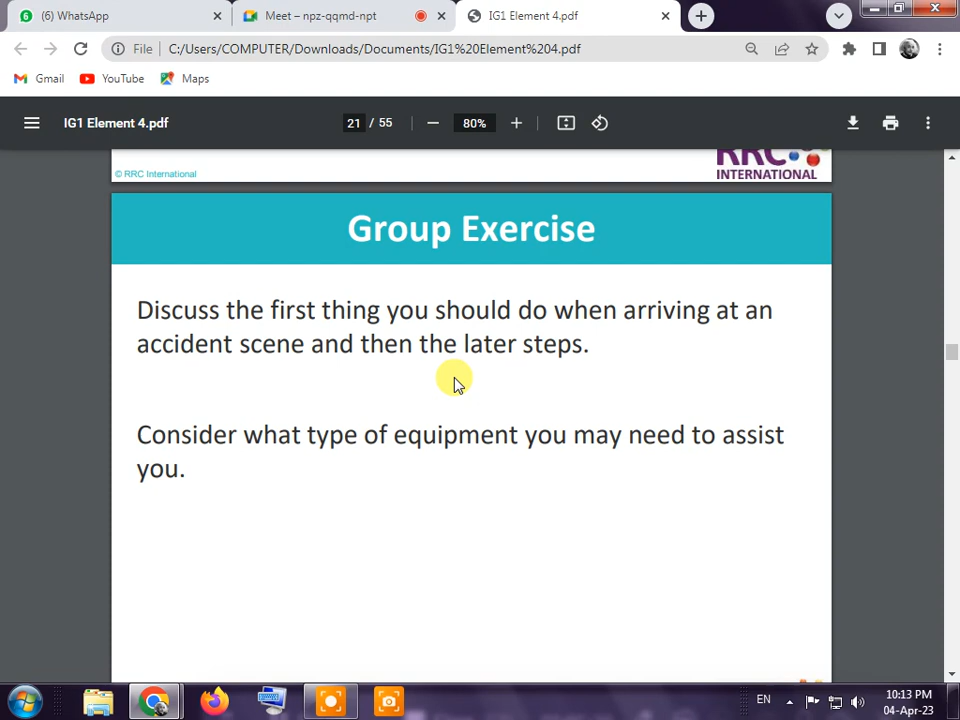 (6) WhatsApp
Meet – npz-qqmd-npt
IG1 Element 4.pdf
File
C:/Users/COMPUTER/Downloads/Documents/IG1%20Element%204.pdf
Gmail
YouTube
Maps
IG1 Element 4.pdf
21 / 55
80%
RRC
INTERNATIONAL
© RRC International
Group Exercise
Discuss the first thing you should do when arriving at an
accident scene and then the later steps.
Consider what type of equipment you may need to assist
you.
EN
10:13 PM
04-Apr-23